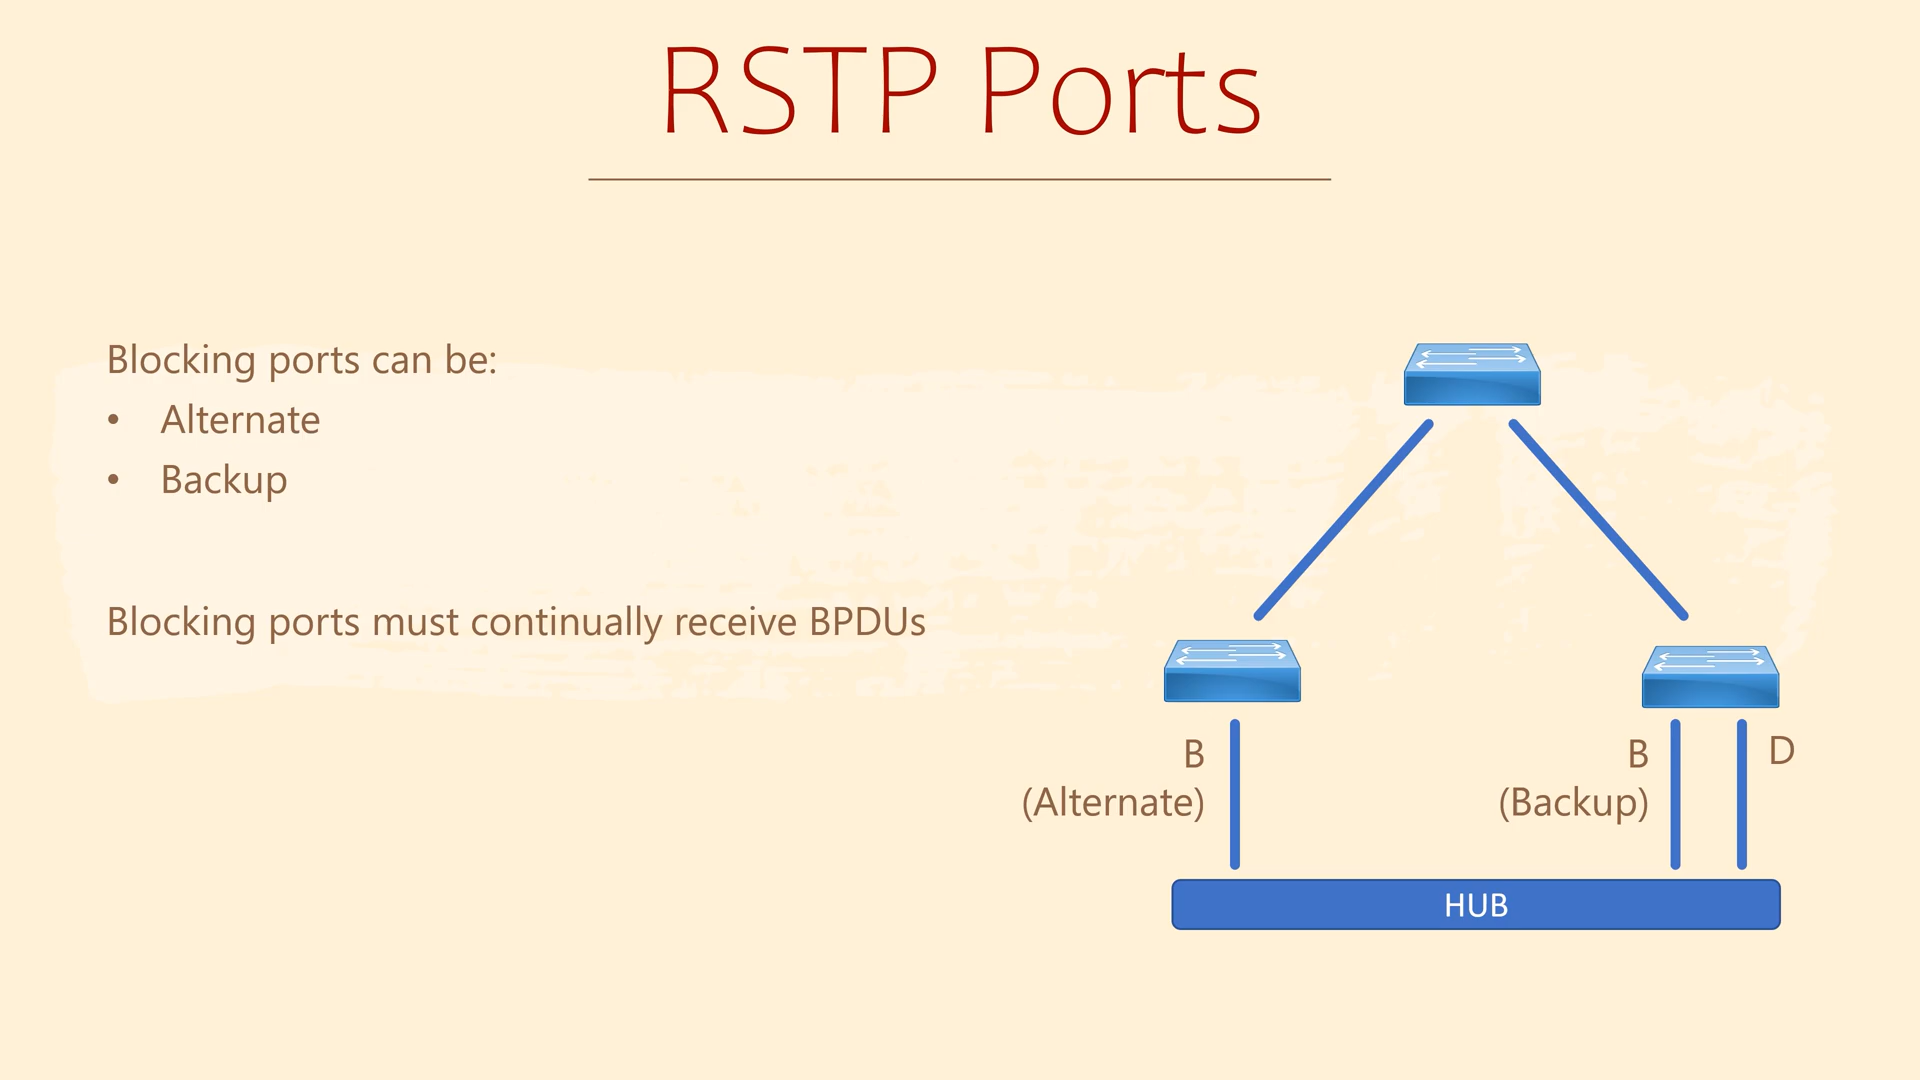 RSTP Ports
Blocking ports can be:
• Alternate
• Backup
Blocking ports must continually receive BPDUs
B
(Alternate)
B
(Backup)
D
HUB